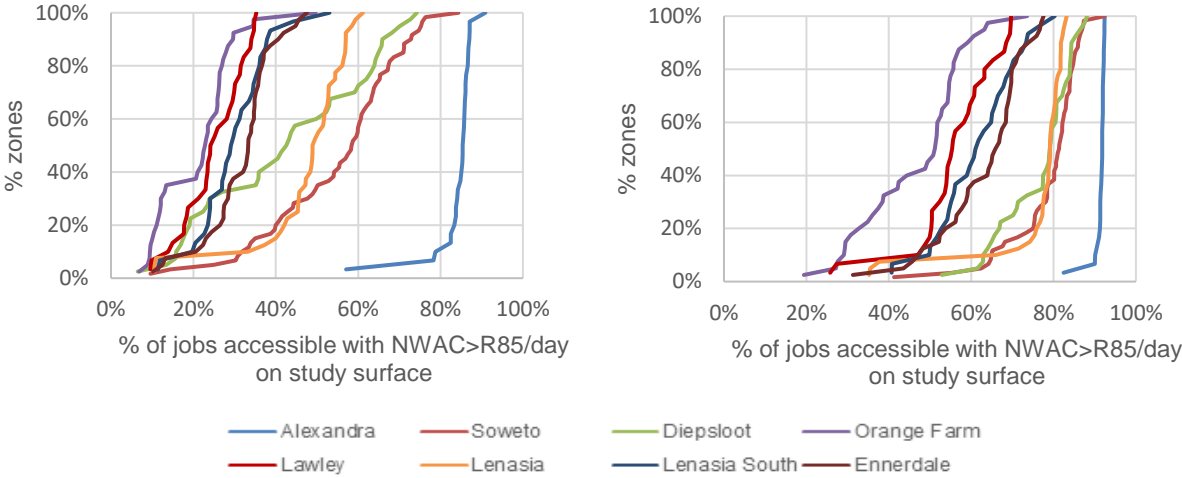 100%
80%
60%
40%
20%
0%
% zones
0% 20% 40% 60% 80% 100%
% of jobs accessible with NWAC>R85/day
on study surface
100%
80%
60%
40%
20%
0%
% zones
0% 20% 40% 60% 80% 100%
% of jobs accessible with NWAC>R85/day
on study surface
Alexandra Soweto Diepsloot Orange Farm
Lawley Lenasia Lenasia South Ennerdale